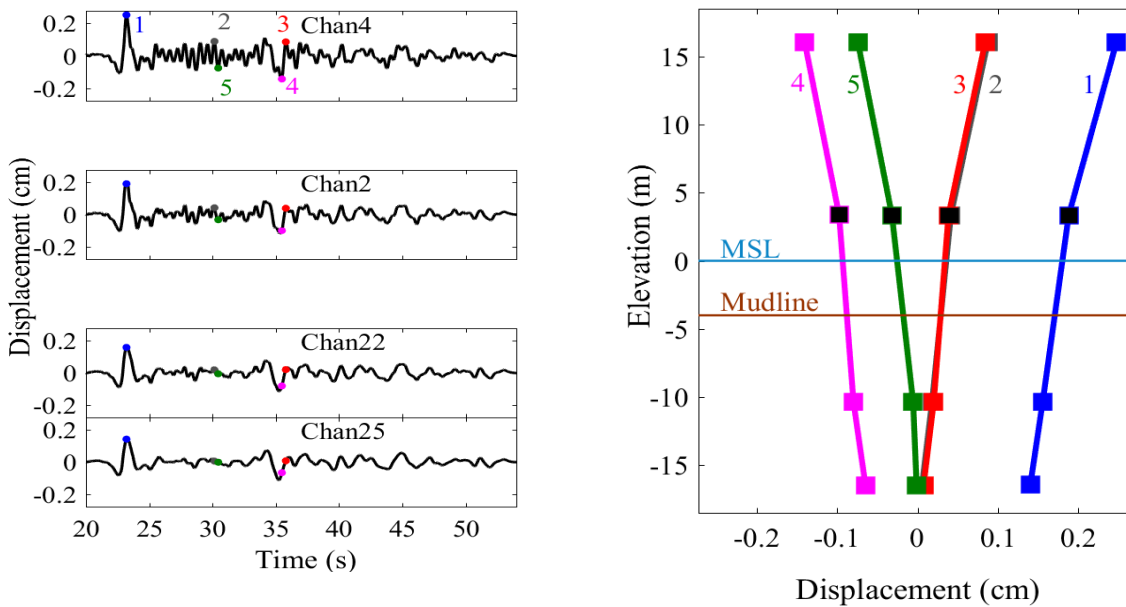 0.2
0
-0.2
1
2
3
Chan4
5
4
0.2
0
-0.2
Chan2
Displacement (cm)
0.2
0
-0.2
Chan22
0.2
0
-0.2
Chan25
20 25 30 35 40 45 50
Time (s)
15
10
5
0
-5
-10
-15
Elevation (m)
4 5 3 2 1
MSL
Mudline
-0.2 -0.1 0 0.1 0.2
Displacement (cm)